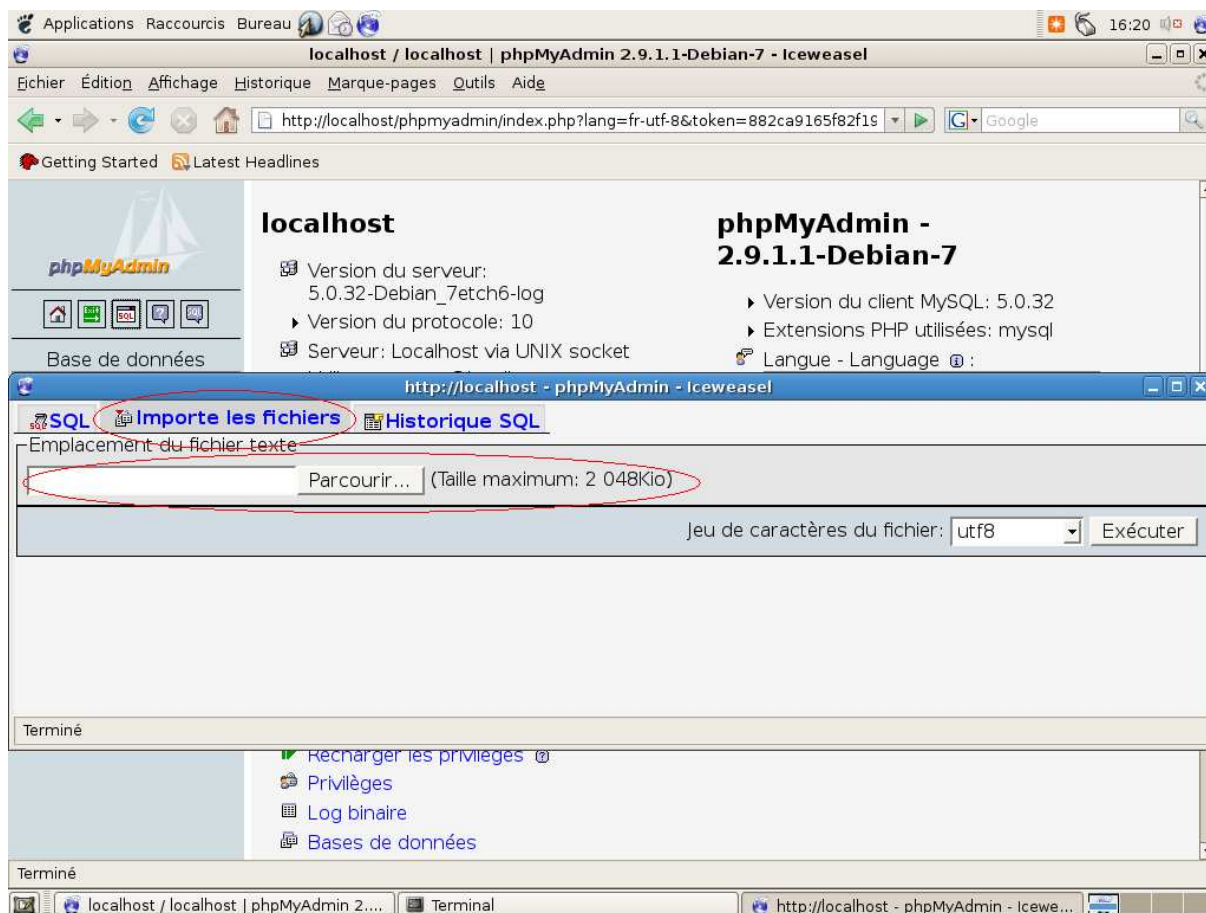 Applications Raccourcis Bureau 16:20
localhost / localhost | phpMyAdmin 2.9.1.1-Debian-7 - Iceweasel
Fichier Édition Affichage Historique Marque-pages Outils Aide
http://localhost/phpmyadmin/index.php?lang=fr-utf-8&token=882ca9165f82f19 G Google
Getting Started Latest Headlines
phpMyAdmin
SQL
Base de données
localhost
Version du serveur:
5.0.32-Debian_7etch6-log
Version du protocole: 10
Serveur: Localhost via UNIX socket
phpMyAdmin -
2.9.1.1-Debian-7
Version du client MySQL: 5.0.32
Extensions PHP utilisées: mysql
Langue - Language :
http://localhost - phpMyAdmin - Iceweasel
SQL Importe les fichiers Historique SQL
Emplacement du fichier texte
Parcourir... (Taille maximum: 2 048Kio)
Jeu de caractères du fichier: utf8 Exécuter
Terminé
Recharger les privilèges
Privilèges
Log binaire
Bases de données
Terminé
localhost / localhost | phpMyAdmin 2.... Terminal http://localhost - phpMyAdmin - Icewe...